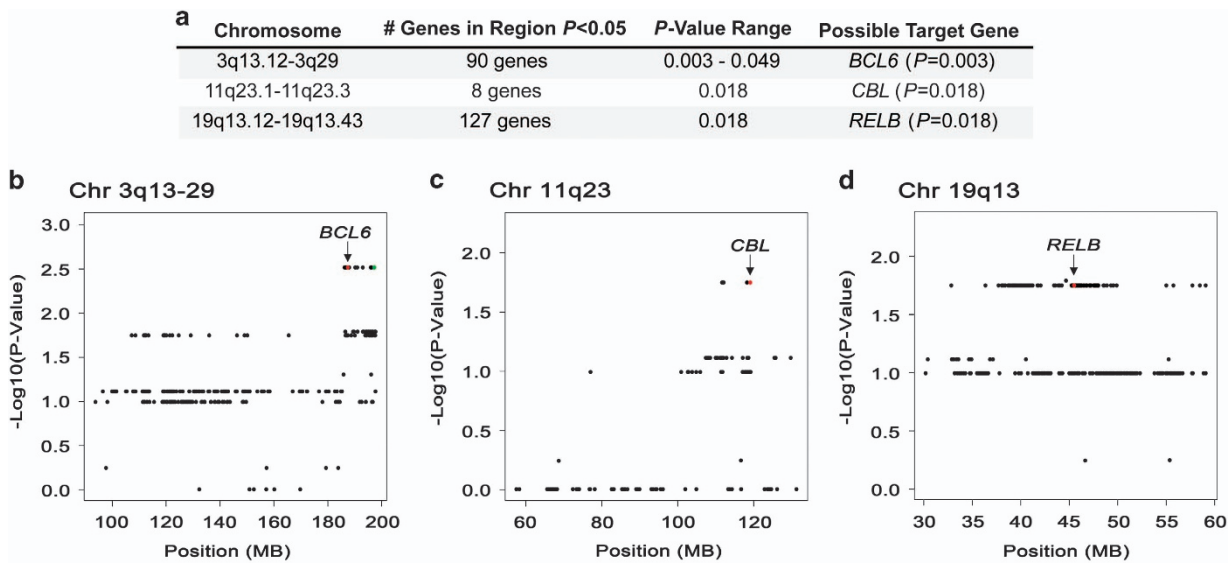 a
Chromosome # Genes in Region P<0.05 P-Value Range Possible Target Gene
3q13.12-3q29 90 genes 0.003 - 0.049 BCL6 (P=0.003)
11q23.1-11q23.3 8 genes 0.018 CBL (P=0.018)
19q13.12-19q13.43 127 genes 0.018 RELB (P=0.018)
b Chr 3q13-29
-Log10(P-Value)
3.0
2.5
2.0
1.5
1.0
0.5
0.0
BCL6
100 120 140 160 180 200
Position (MB)
c Chr 11q23
-Log10(P-Value)
2.0
1.5
1.0
0.5
0.0
CBL
60 80 100 120
Position (MB)
d Chr 19q13
-Log10(P-Value)
2.0
1.5
1.0
0.5
0.0
RELB
30 35 40 45 50 55 60
Position (MB)